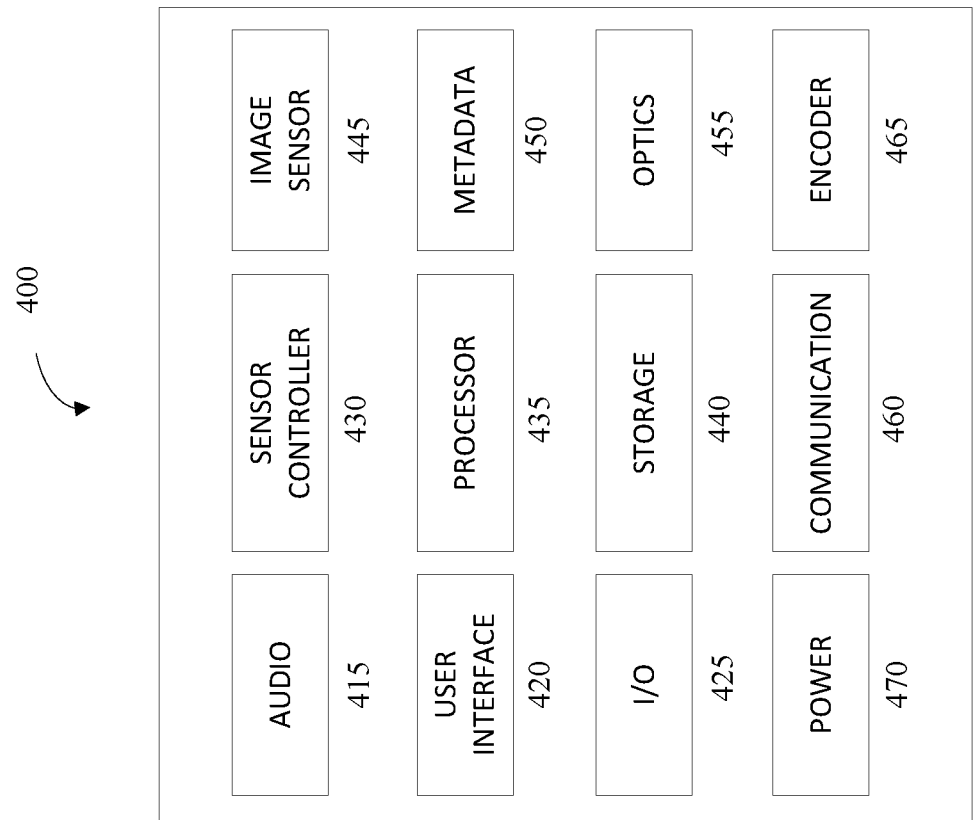 400
AUDIO
415
SENSOR
CONTROLLER
430
IMAGE
SENSOR
445
USER
INTERFACE
420
PROCESSOR
435
METADATA
450
I/O
425
STORAGE
440
OPTICS
455
POWER
470
COMMUNICATION
460
ENCODER
465